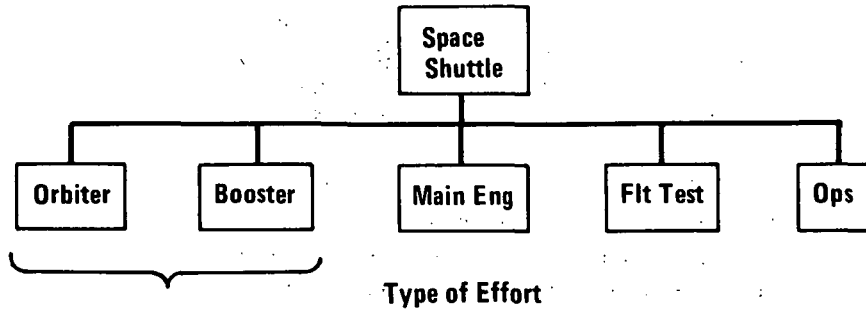 Space
Shuttle
Orbiter
Booster
Main Eng
Flt Test
Ops
Type of Effort